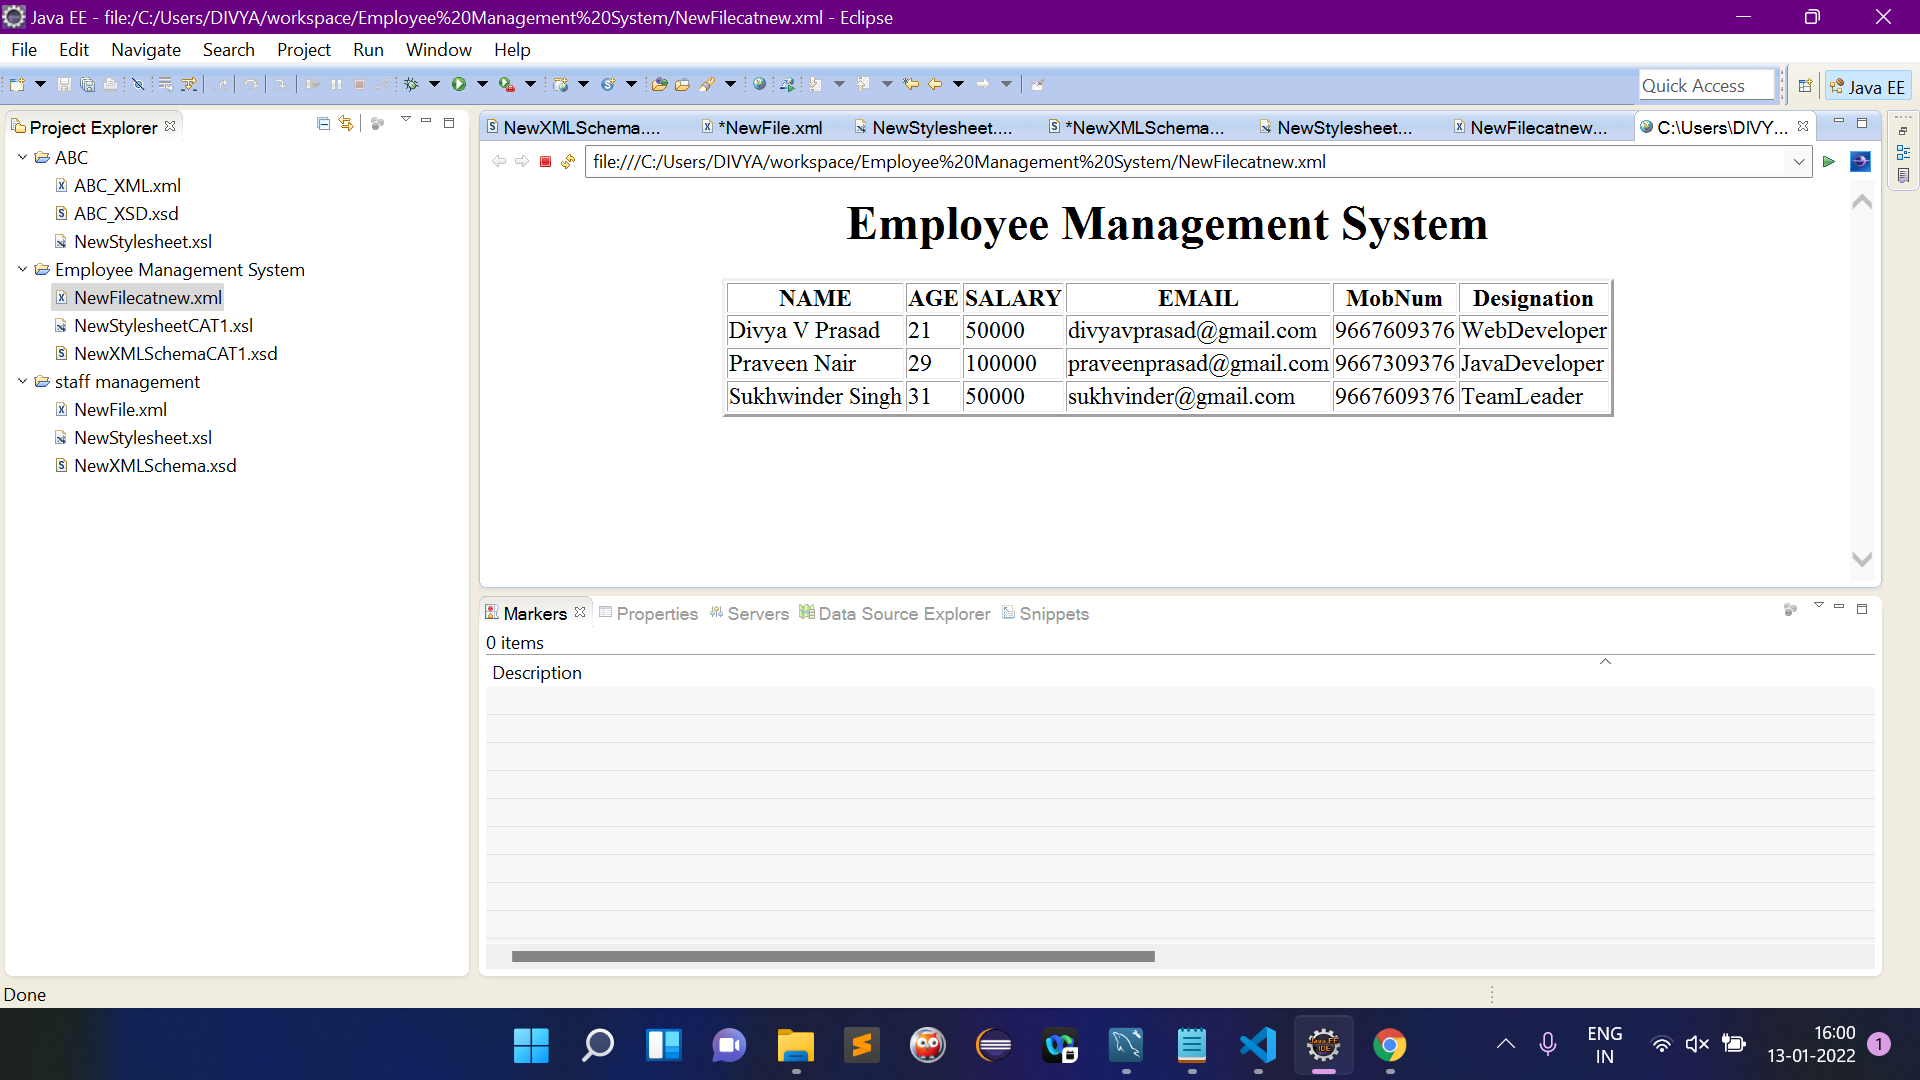 Java EE - file:/C:/Users/DIVYA/workspace/Employee%20Management%20System/NewFilecatnew.xml - Eclipse
File Edit Navigate Search Project Run Window Help
Quick Access
Java EE
Project Explorer
ABC
ABC_XML.xml
ABC_XSD.xsd
NewStylesheet.xsl
Employee Management System
NewFilecatnew.xml
NewStylesheetCAT1.xsl
NewXMLSchemaCAT1.xsd
staff management
NewFile.xml
NewStylesheet.xsl
NewXMLSchema.xsd
NewXMLSchema.... *NewFile.xml NewStylesheet.... *NewXMLSchema... NewStylesheet... NewFilecatnew... C:\Users\DIVY...
file:///C:/Users/DIVYA/workspace/Employee%20Management%20System/NewFilecatnew.xml
Employee Management System
NAME AGE SALARY EMAIL MobNum Designation
Divya V Prasad 21 50000 divyavprasad@gmail.com 9667609376 WebDeveloper
Praveen Nair 29 100000 praveenprasad@gmail.com 9667309376 JavaDeveloper
Sukhwinder Singh 31 50000 sukhvinder@gmail.com 9667609376 TeamLeader
Markers Properties Servers Data Source Explorer Snippets
0 items
Description
Done
ENG
IN
16:00
13-01-2022
1